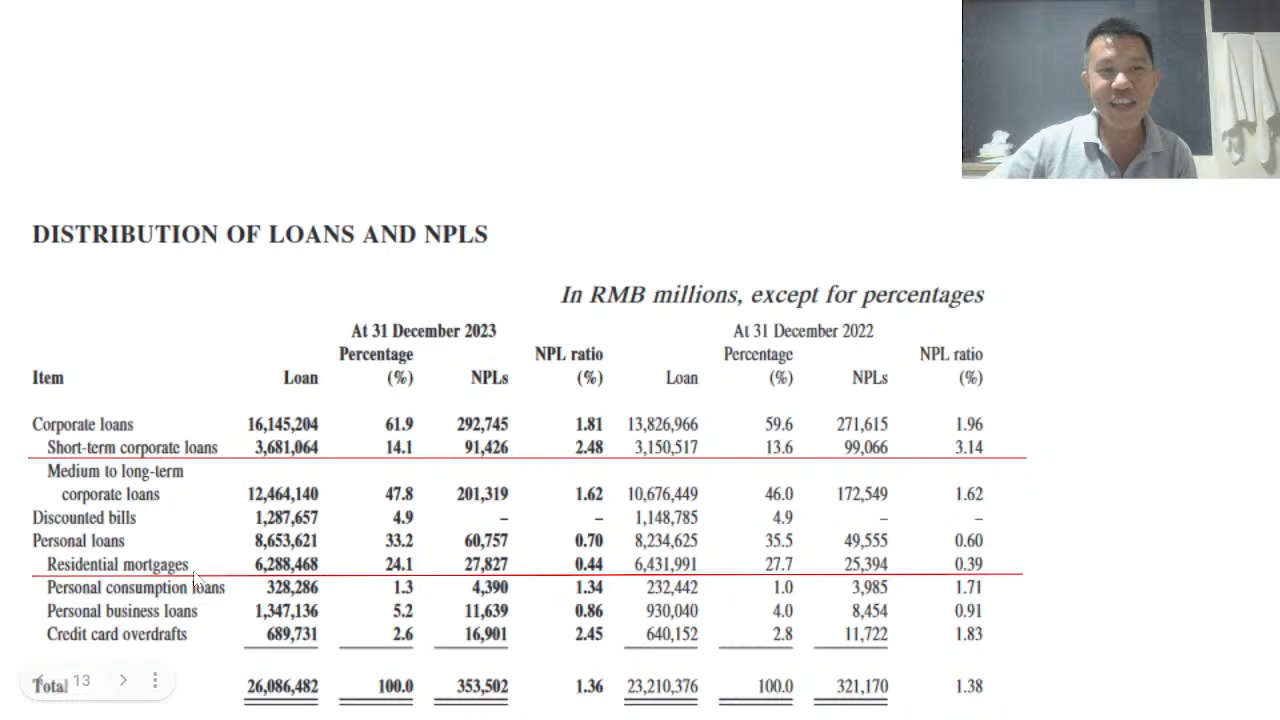 DISTRIBUTION OF LOANS AND NPLS
In RMB millions, except for percentages
At 31 December 2023 At 31 December 2022
Percentage NPL ratio Percentage NPL ratio
Item Loan (%) NPLs (%) Loan (%) NPLs (%)
Corporate loans 16,145,204 61.9 292,745 1.81 13,826,966 59.6 271,615 1.96
Short-term corporate loans 3,681,064 14.1 91,426 2.48 3,150,517 13.6 99,066 3.14
Medium to long-term
corporate loans 12,464,140 47.8 201,319 1.62 10,676,449 46.0 172,549 1.62
Discounted bills 1,287,657 4.9 – – 1,148,785 4.9 – –
Personal loans 8,653,621 33.2 60,757 0.70 8,234,625 35.5 49,555 0.60
Residential mortgages 6,288,468 24.1 27,827 0.44 6,431,991 27.7 25,394 0.39
Personal consumption loans 328,286 1.3 4,390 1.34 232,442 1.0 3,985 1.71
Personal business loans 1,347,136 5.2 11,639 0.86 930,040 4.0 8,454 0.91
Credit card overdrafts 689,731 2.6 16,901 2.45 640,152 2.8 11,722 1.83
Total 26,086,482 100.0 353,502 1.36 23,210,376 100.0 321,170 1.38
13